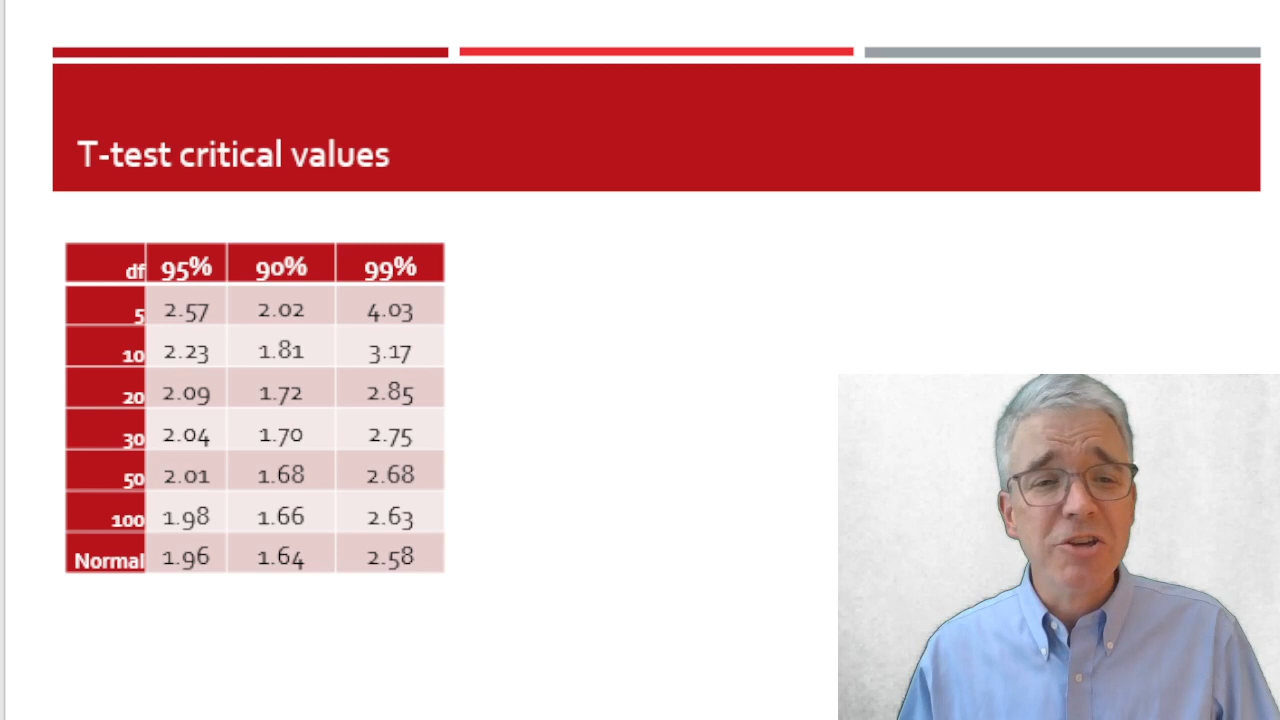 T-test critical values
df 95% 90% 99%
5 2.57 2.02 4.03
10 2.23 1.81 3.17
20 2.09 1.72 2.85
30 2.04 1.70 2.75
50 2.01 1.68 2.68
100 1.98 1.66 2.63
Normal 1.96 1.64 2.58